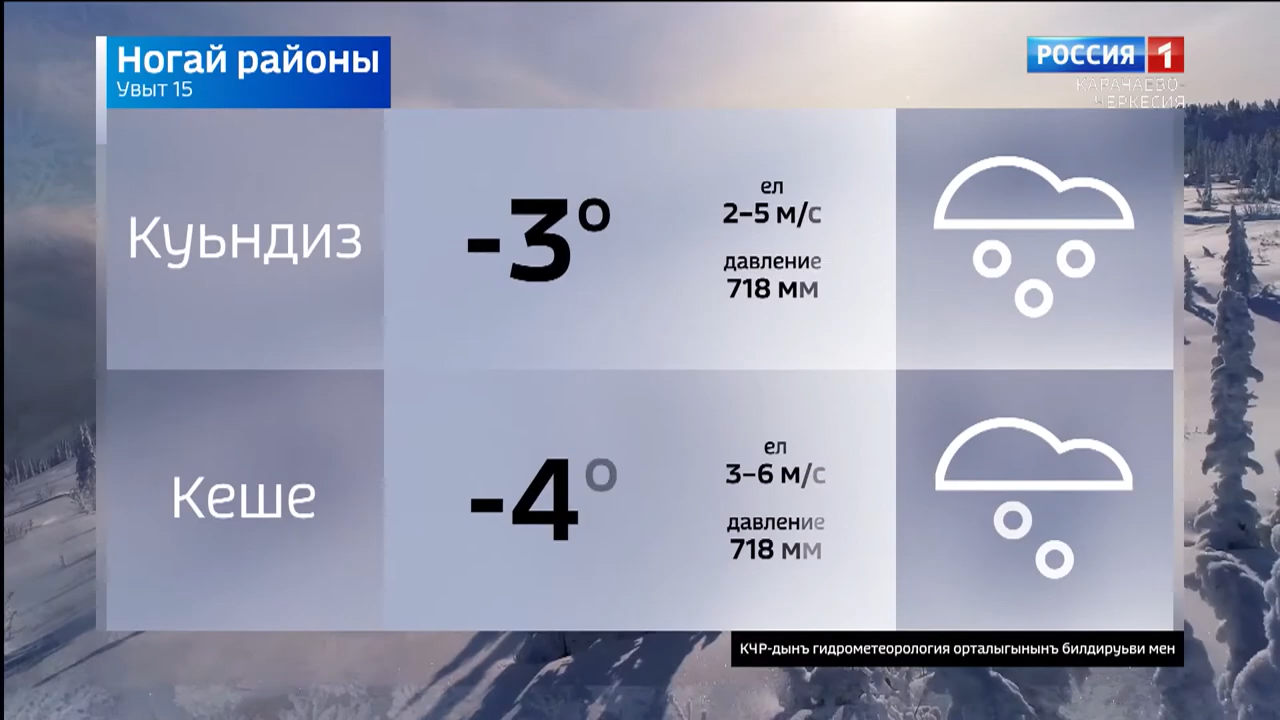 Ногай районы
Увыт 15
РОССИЯ 1
КАРАЧАЕВО-
ЧЕРКЕСИЯ
Куьндиз
-3°
ел
2–5 м/с
давление
718 мм
Кеше
-4°
ел
3–6 м/с
давление
718 мм
КЧР-дынъ гидрометеорология орталыгынынъ билдируьви мен